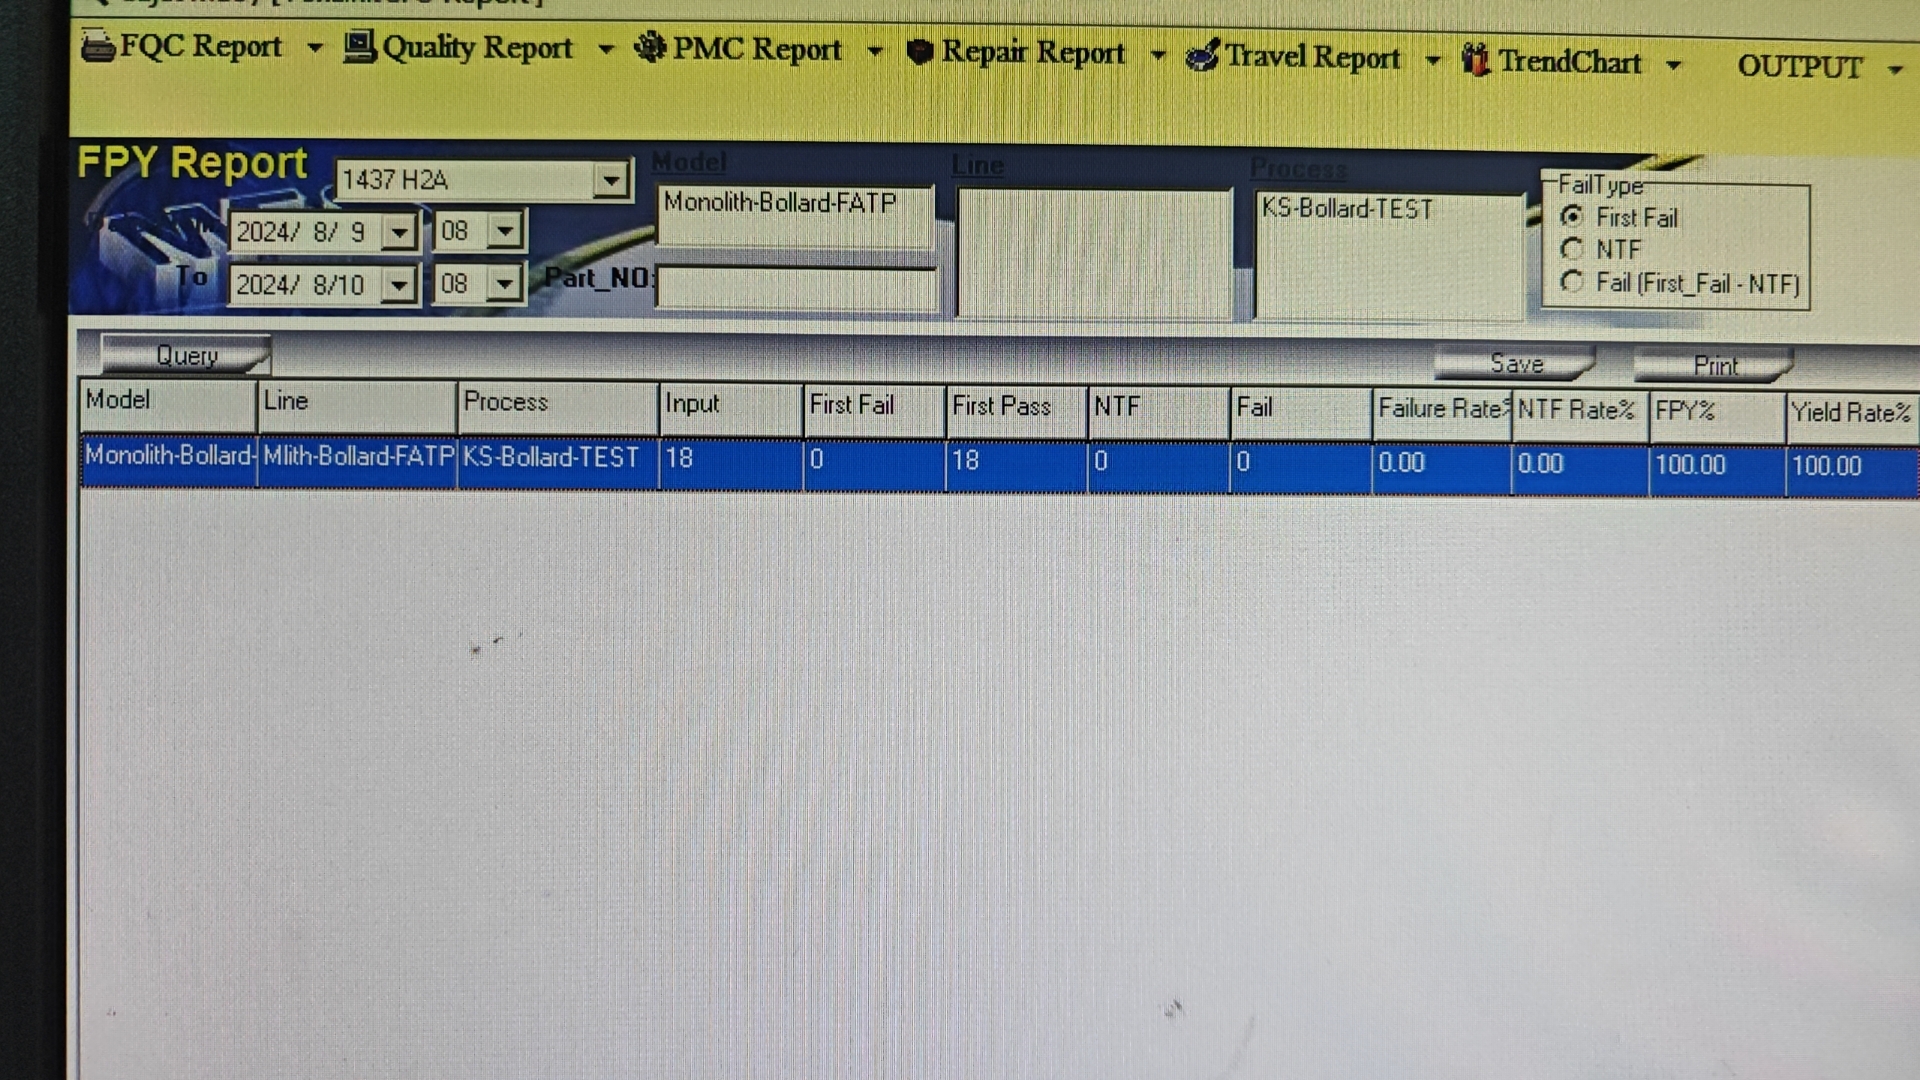 FQC Report Quality Report PMC Report Repair Report Travel Report TrendChart OUTPUT
FPY Report
1437 H2A
2024/ 8/ 9 08
To
2024/ 8/10 08
Model
Monolith-Bollard-FATP
Part_NO:
Line
Process
KS-Bollard-TEST
FailType
First Fail
NTF
Fail (First_Fail - NTF)
Query Save Print
Model Line Process Input First Fail First Pass NTF Fail Failure Rate% NTF Rate% FPY% Yield Rate%
Monolith-Bollard- Mlith-Bollard-FATP KS-Bollard-TEST 18 0 18 0 0 0.00 0.00 100.00 100.00